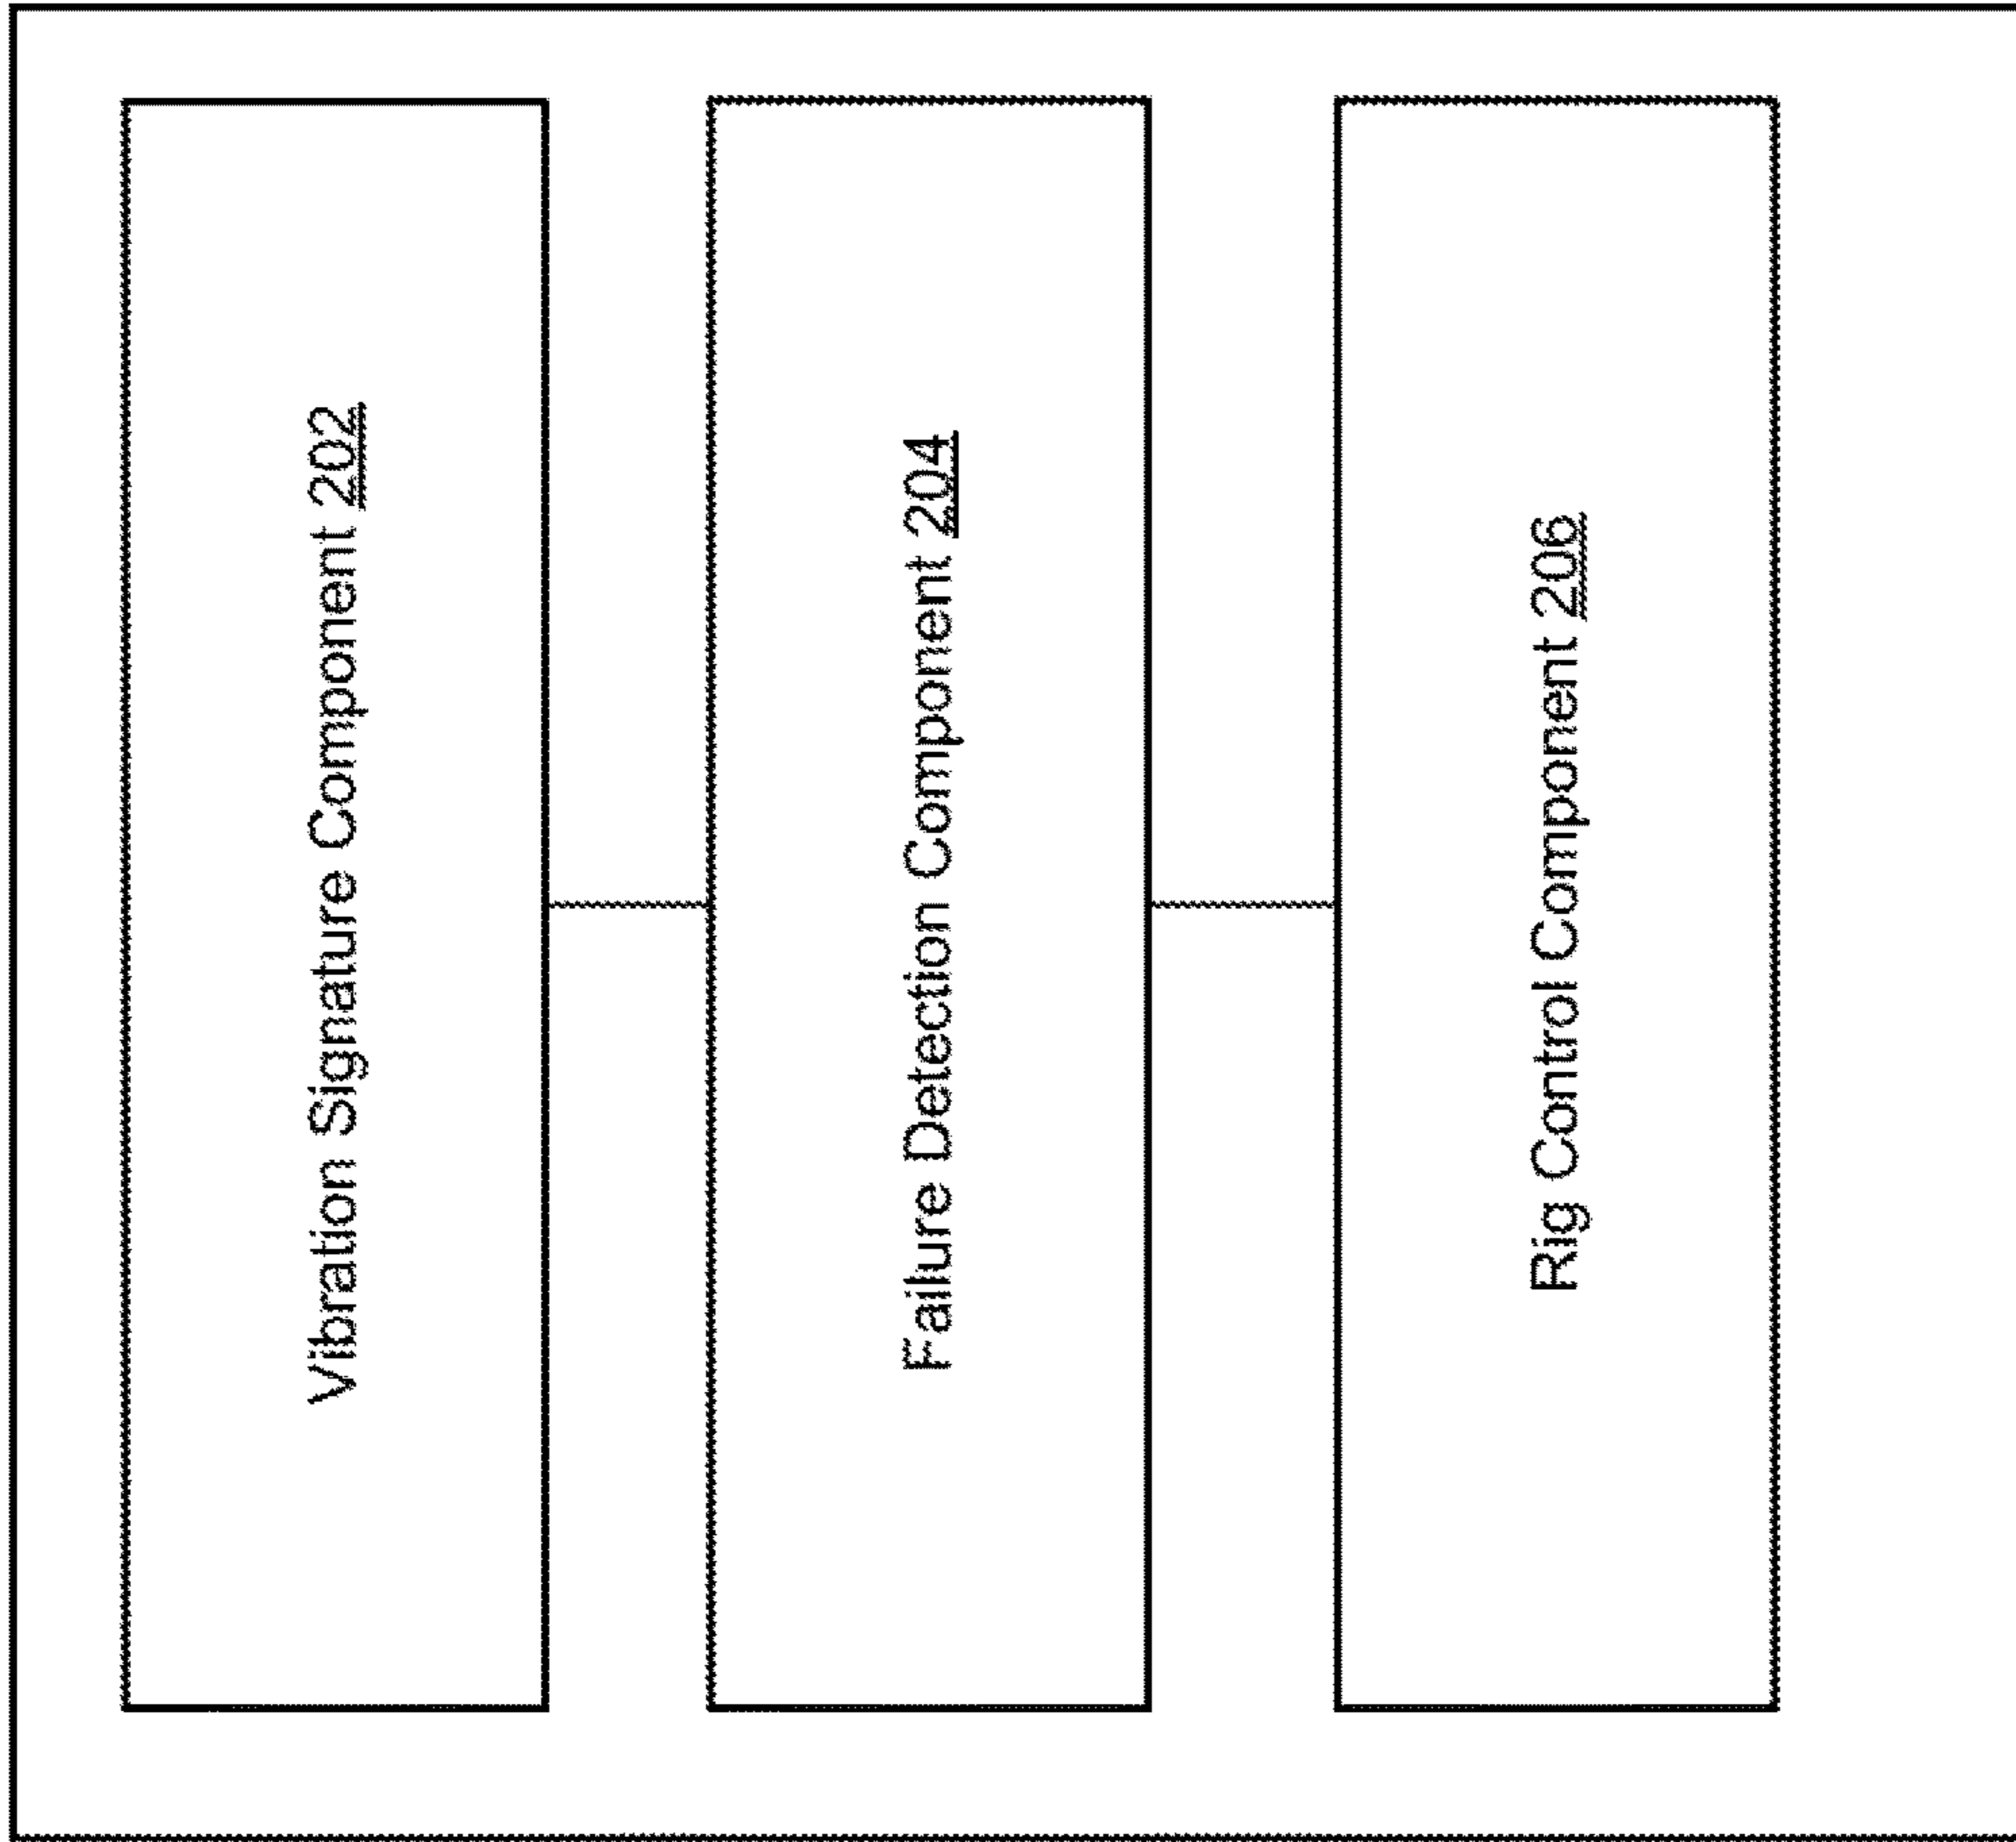 Vibration Signature Component 202
Failure Detection Component 204
Rig Control Component 206